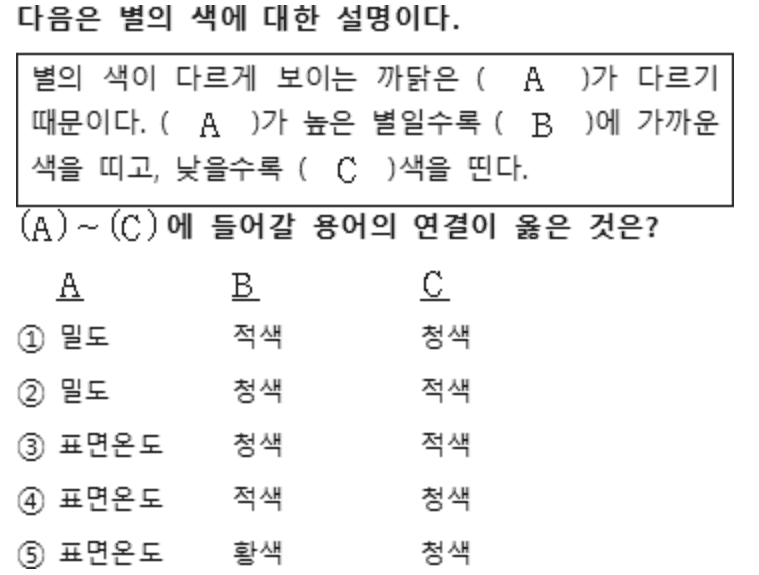 다음은 별의 색에 대한 설명이다.
별의 색이 다르게 보이는 까닭은 ( A )가 다르기
때문이다. ( A )가 높은 별일수록 ( B )에 가까운
색을 띠고, 낮을수록 ( C )색을 띤다.
(A)~(C)에 들어갈 용어의 연결이 옳은 것은?
A B C
① 밀도 적색 청색
② 밀도 청색 적색
③ 표면온도 청색 적색
④ 표면온도 적색 청색
⑤ 표면온도 황색 청색